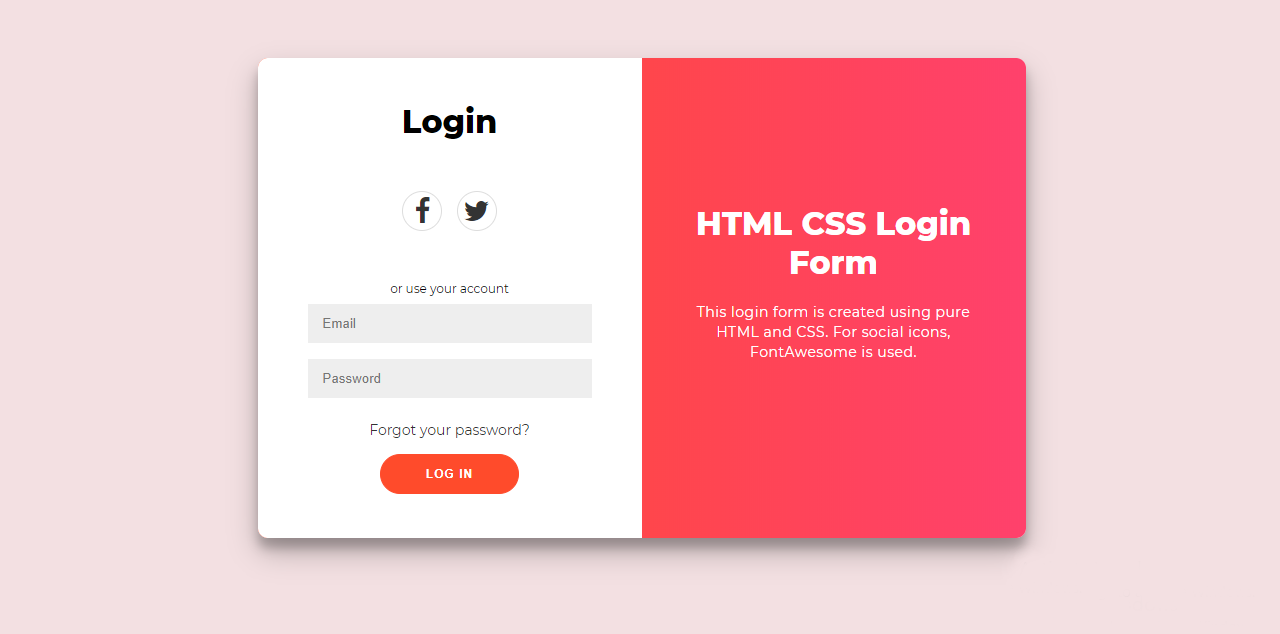 Login
or use your account
Email
Password
Forgot your password?
LOG IN
HTML CSS Login
Form
This login form is created using pure
HTML and CSS. For social icons,
FontAwesome is used.